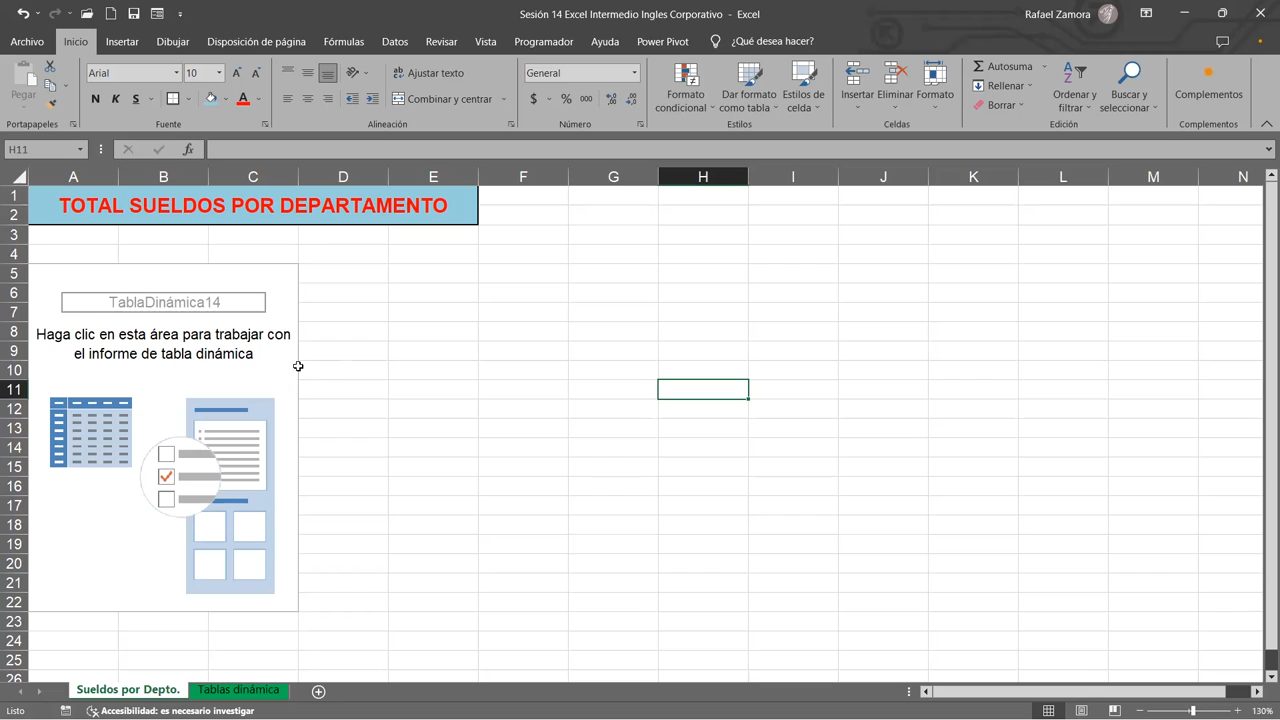 Sesión 14 Excel Intermedio Ingles Corporativo - Excel
Rafael Zamora
Archivo Inicio Insertar Dibujar Disposición de página Fórmulas Datos Revisar Vista Programador Ayuda Power Pivot ¿Qué desea hacer?
Pegar
Portapapeles
Arial 10
N K S
Fuente
Ajustar texto
Combinar y centrar
Alineación
General
$ % 000
Número
Formato condicional
Dar formato como tabla
Estilos de celda
Estilos
Insertar Eliminar Formato
Celdas
Autosuma
Rellenar
Borrar
Ordenar y filtrar
Buscar y seleccionar
Edición
Complementos
Complementos
H11 fx
A B C D E F G H I J K L M N
1
2
3
4
5
6
7
8
9
10
11
12
13
14
15
16
17
18
19
20
21
22
23
24
25
26
TOTAL SUELDOS POR DEPARTAMENTO
TablaDinámica14
Haga clic en esta área para trabajar con
el informe de tabla dinámica
Sueldos por Depto. Tablas dinámica
Listo Accesibilidad: es necesario investigar 130%